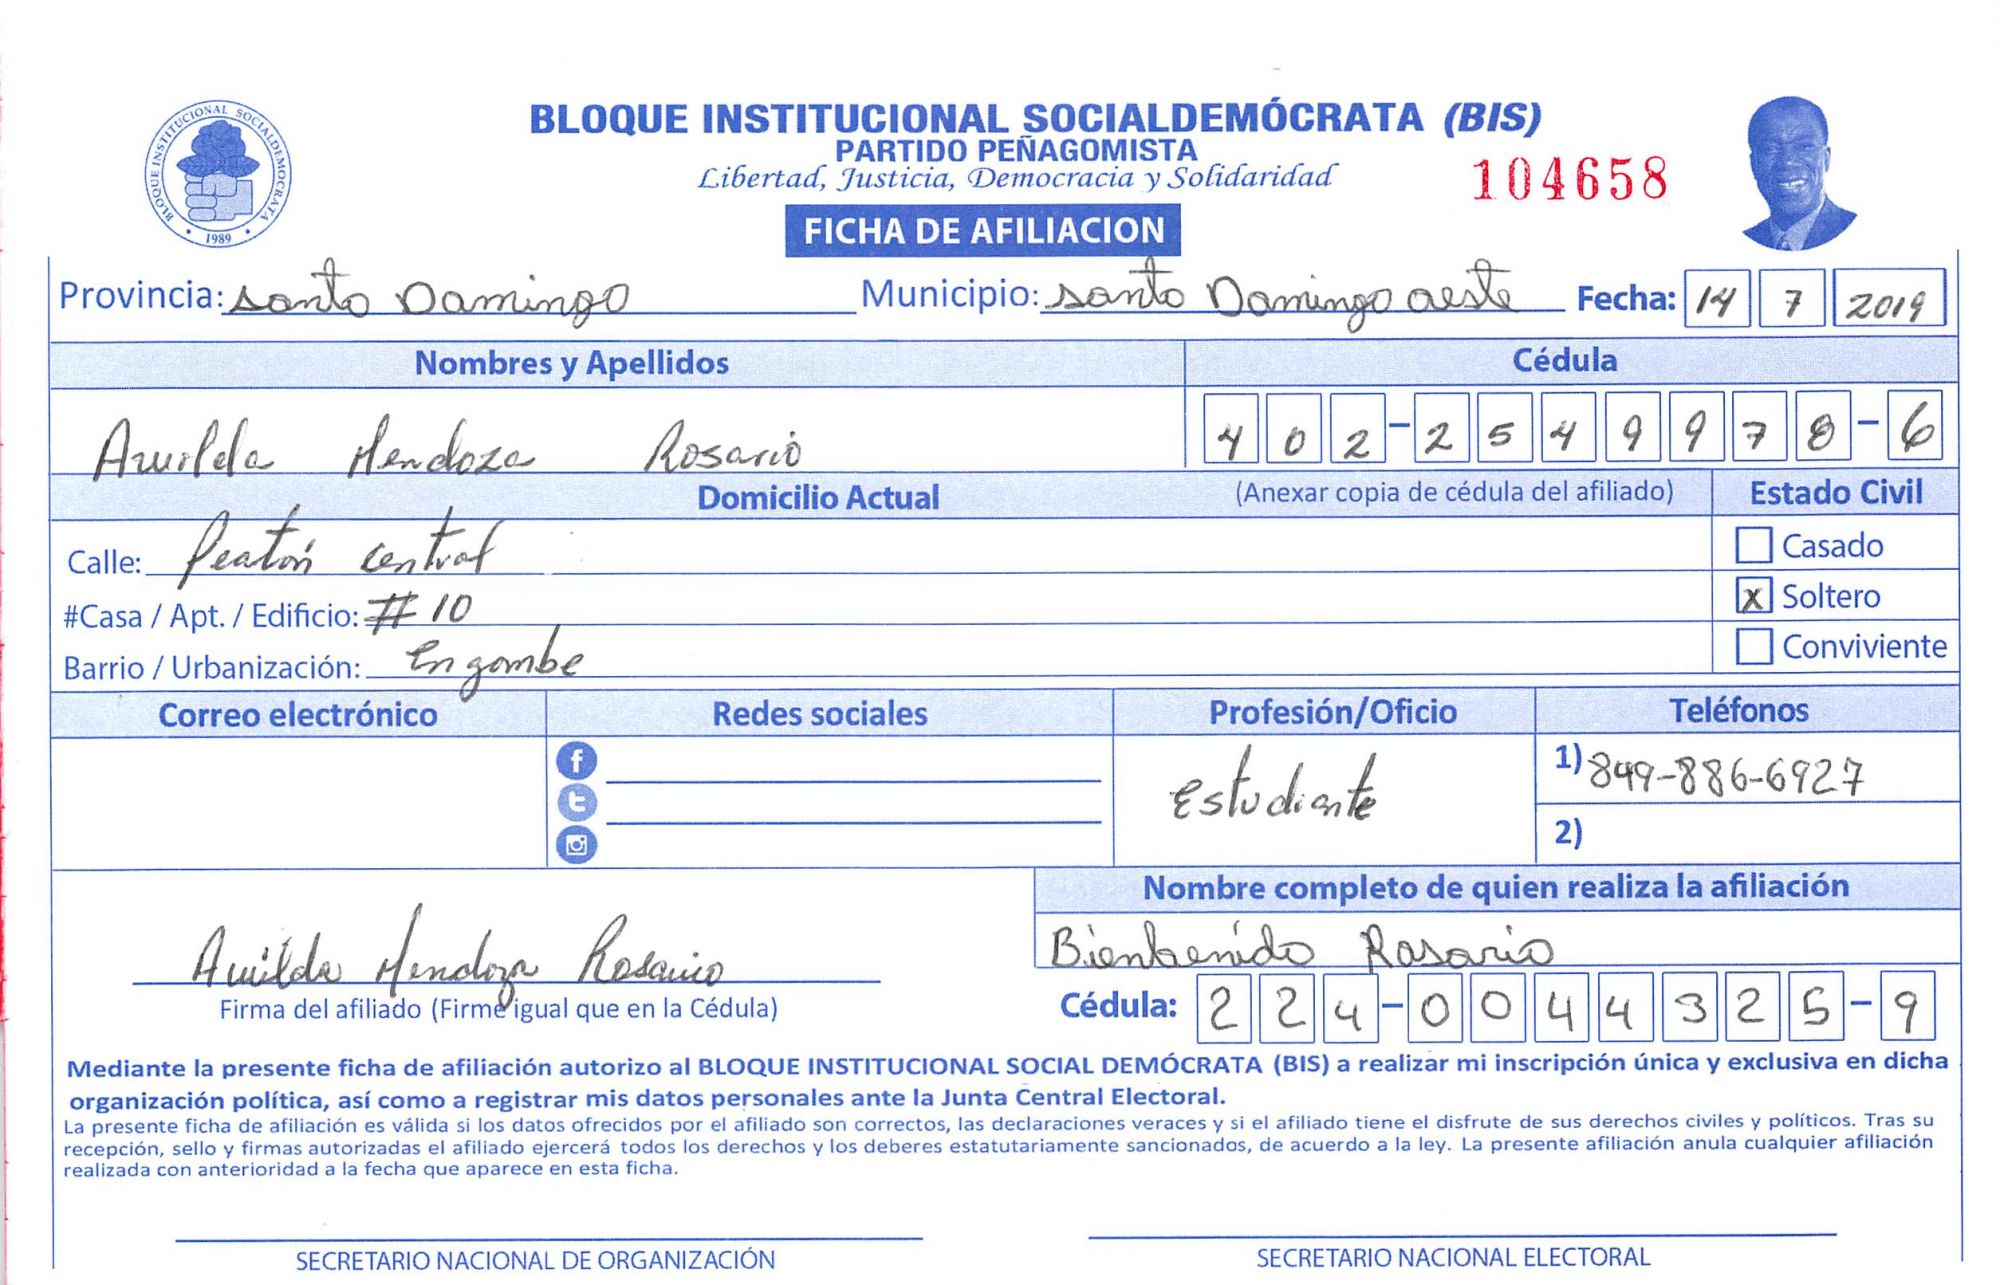 BLOQUE INSTITUCIONAL SOCIALDEMOCRATA
1989
BLOQUE INSTITUCIONAL SOCIALDEMÓCRATA (BIS)
PARTIDO PEÑAGOMISTA
Libertad, Justicia, Democracia y Solidaridad
104658
FICHA DE AFILIACION
Provincia: Santo Domingo Municipio: Santo Domingo oeste Fecha: 14 7 2019
Nombres y Apellidos Cédula
Awilda Mendoza Rosario 402-2549978-6
Domicilio Actual (Anexar copia de cédula del afiliado) Estado Civil
Calle: Peatón central Casado
#Casa / Apt. / Edificio: # 10 X Soltero
Barrio / Urbanización: Engombe Conviviente
Correo electrónico Redes sociales Profesión/Oficio Teléfonos
Estudiante 1) 849-886-6927
2)
Nombre completo de quien realiza la afiliación
Awilda Mendoza Rosario Bienbenido Rosario
Firma del afiliado (Firme igual que en la Cédula) Cédula: 224-0044325-9
Mediante la presente ficha de afiliación autorizo al BLOQUE INSTITUCIONAL SOCIAL DEMÓCRATA (BIS) a realizar mi inscripción única y exclusiva en dicha
organización política, así como a registrar mis datos personales ante la Junta Central Electoral.
La presente ficha de afiliación es válida si los datos ofrecidos por el afiliado son correctos, las declaraciones veraces y si el afiliado tiene el disfrute de sus derechos civiles y políticos. Tras su
recepción, sello y firmas autorizadas el afiliado ejercerá todos los derechos y los deberes estatutariamente sancionados, de acuerdo a la ley. La presente afiliación anula cualquier afiliación
realizada con anterioridad a la fecha que aparece en esta ficha.
SECRETARIO NACIONAL DE ORGANIZACIÓN SECRETARIO NACIONAL ELECTORAL